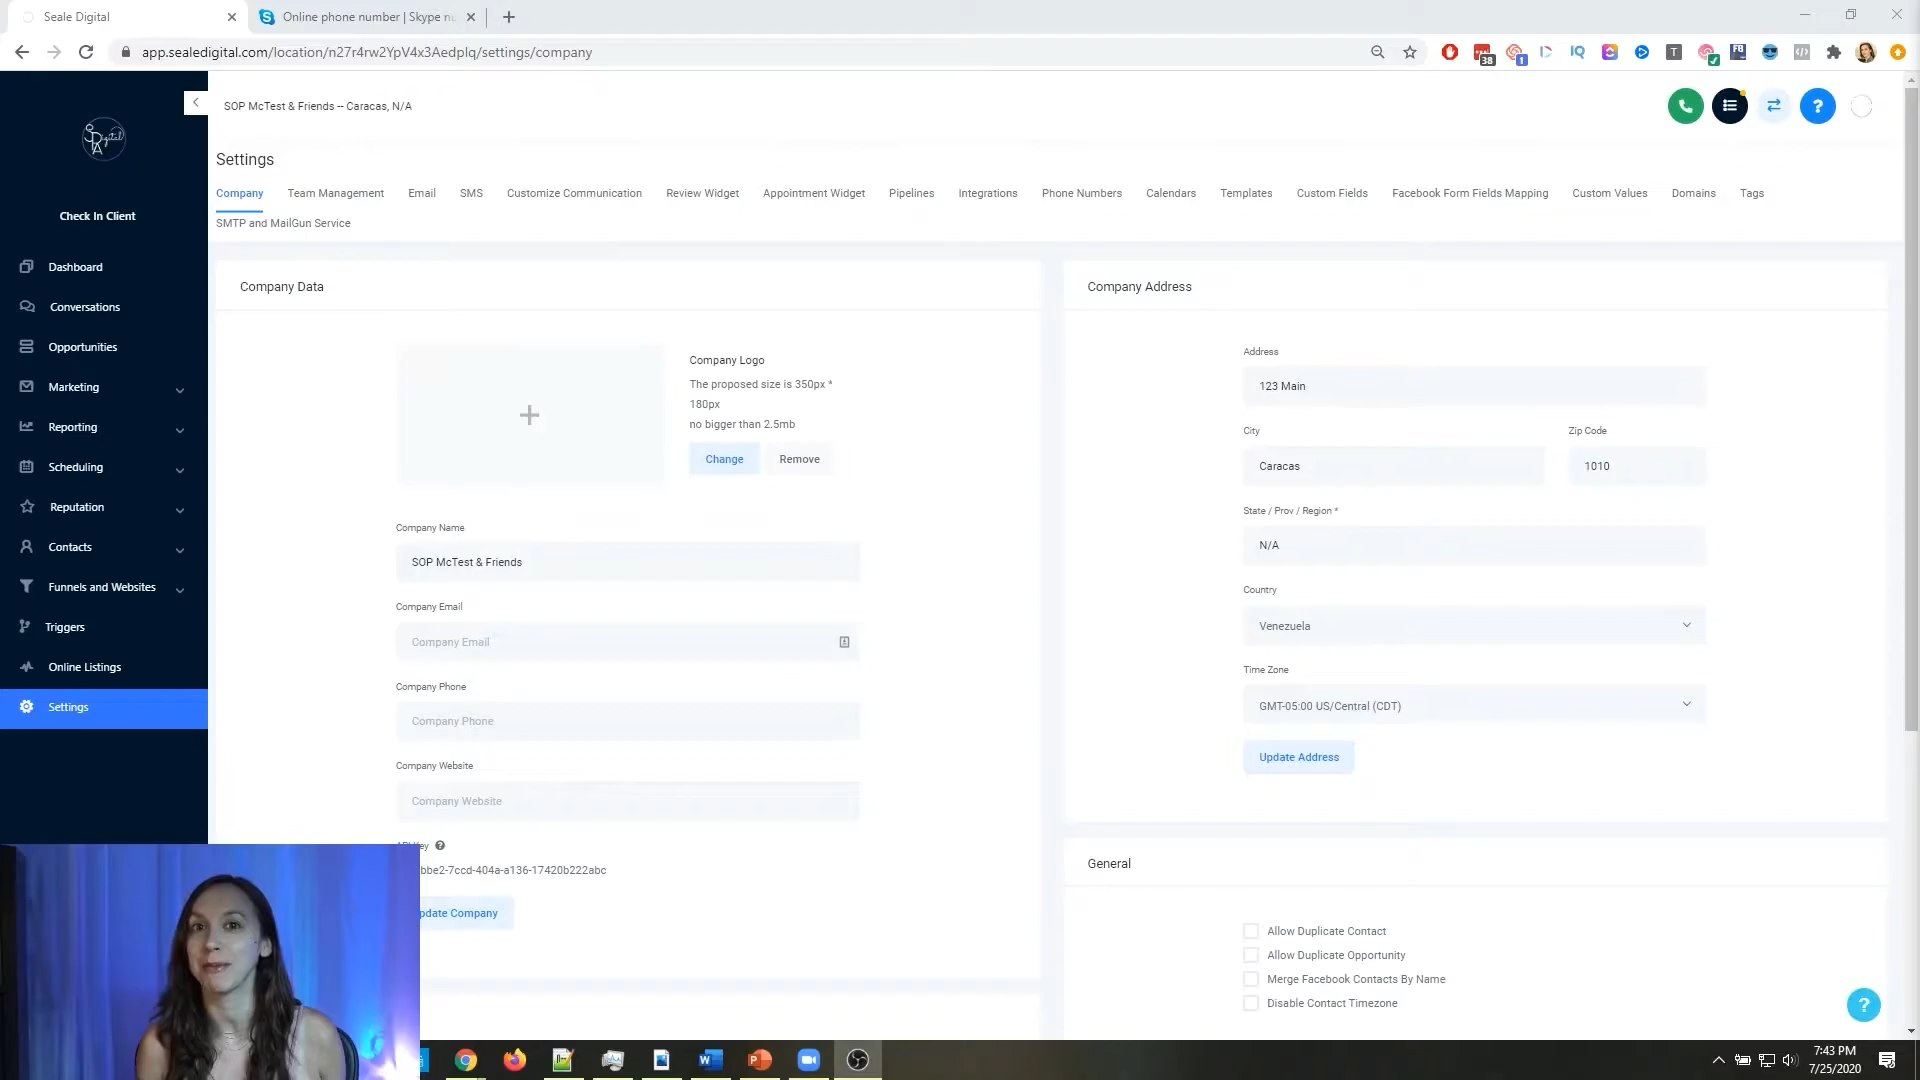 Seale Digital
Online phone number | Skype nu
app.sealedigital.com/location/n27r4rw2YpV4x3Aedplq/settings/company
38
1
IQ
T
FB
SOP McTest & Friends -- Caracas, N/A
Check In Client
Dashboard
Conversations
Opportunities
Marketing
Reporting
Scheduling
Reputation
Contacts
Funnels and Websites
Triggers
Online Listings
Settings
Settings
Company Team Management Email SMS Customize Communication Review Widget Appointment Widget Pipelines Integrations Phone Numbers Calendars Templates Custom Fields Facebook Form Fields Mapping Custom Values Domains Tags
SMTP and MailGun Service
Company Data
Company Logo
The proposed size is 350px *
180px
no bigger than 2.5mb
Change Remove
Company Name
SOP McTest & Friends
Company Email
Company Email
Company Phone
Company Phone
Company Website
Company Website
bbe2-7ccd-404a-a136-17420b222abc
pdate Company
Company Address
Address
123 Main
City Zip Code
Caracas 1010
State / Prov / Region *
N/A
Country
Venezuela
Time Zone
GMT-05:00 US/Central (CDT)
Update Address
General
Allow Duplicate Contact
Allow Duplicate Opportunity
Merge Facebook Contacts By Name
Disable Contact Timezone
7:43 PM
7/25/2020